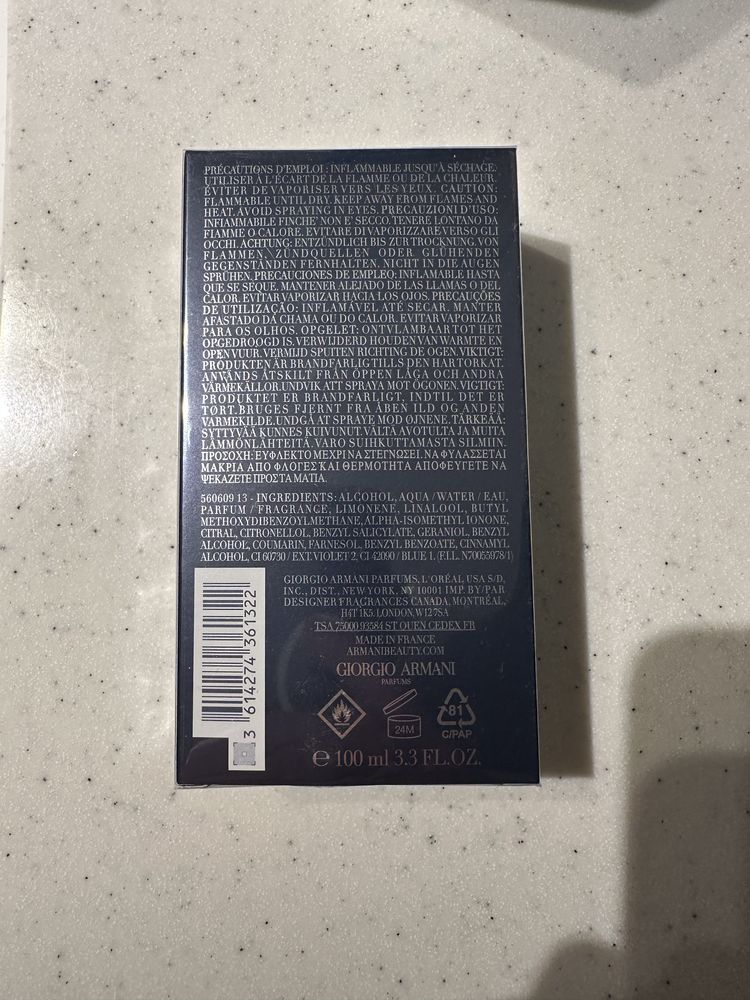 PRÉCAUTIONS D'EMPLOI : INFLAMMABLE JUSQU'À SÉCHAGE.
UTILISER À L'ÉCART DE LA FLAMME OU DE LA CHALEUR.
ÉVITER DE VAPORISER VERS LES YEUX. CAUTION:
FLAMMABLE UNTIL DRY. KEEP AWAY FROM FLAMES AND
HEAT. AVOID SPRAYING IN EYES. PRECAUZIONI D'USO:
INFIAMMABILE FINCHE' NON E' SECCO. TENERE LONTANO DA
FIAMME O CALORE. EVITARE DI VAPORIZZARE VERSO GLI
OCCHI. ACHTUNG: ENTZÜNDLICH BIS ZUR TROCKNUNG. VON
FLAMMEN, ZÜNDQUELLEN ODER GLÜHENDEN
GEGENSTÄNDEN FERNHALTEN. NICHT IN DIE AUGEN
SPRÜHEN. PRECAUCIONES DE EMPLEO: INFLAMABLE HASTA
QUE SE SEQUE. MANTENER ALEJADO DE LAS LLAMAS O DEL
CALOR. EVITAR VAPORIZAR HACIA LOS OJOS. PRECAUÇÕES
DE UTILIZAÇÃO: INFLAMÁVEL ATÉ SECAR. MANTER
AFASTADO DA CHAMA OU DO CALOR. EVITAR VAPORIZAR
PARA OS OLHOS. OPGELET: ONTVLAMBAAR TOT HET
OPGEDROOGD IS. VERWIJDERD HOUDEN VAN WARMTE EN
OPEN VUUR. VERMIJD SPUITEN RICHTING DE OGEN. VIKTIGT:
PRODUKTEN ÄR BRANDFARLIG TILLS DEN HAR TORKAT.
ANVÄNDS ÅTSKILT FRÅN ÖPPEN LÅGA OCH ANDRA
VÄRMEKÄLLOR. UNDVIK ATT SPRAYA MOT ÖGONEN. VIGTIGT:
PRODUKTET ER BRANDFARLIGT, INDTIL DET ER
TØRT. BRUGES FJERNT FRA ÅBEN ILD OG ANDEN
VARMEKILDE. UNDGÅ AT SPRAYE MOD ØJNENE. TÄRKEÄÄ:
SYTTYVÄÄ KUNNES KUIVUNUT. VÄLTÄ AVOTULTA JA MUITA
LÄMMÖNLÄHTEITÄ. VARO SUIHKUTTAMASTA SILMIIN.
ΠΡΟΣΟΧΗ: ΕΥΦΛΕΚΤΟ ΜΕΧΡΙ ΝΑ ΣΤΕΓΝΩΣΕΙ. ΝΑ ΦΥΛΑΣΣΕΤΑΙ
ΜΑΚΡΙΑ ΑΠΟ ΦΛΟΓΕΣ ΚΑΙ ΘΕΡΜΟΤΗΤΑ ΑΠΟΦΕΥΓΕΤΕ ΝΑ
ΨΕΚΑΖΕΤΕ ΠΡΟΣ ΤΑ ΜΑΤΙΑ.
560609 13 - INGREDIENTS: ALCOHOL, AQUA / WATER / EAU,
PARFUM / FRAGRANCE, LIMONENE, LINALOOL, BUTYL
METHOXYDIBENZOYLMETHANE, ALPHA-ISOMETHYL IONONE,
CITRAL, CITRONELLOL, BENZYL SALICYLATE, GERANIOL, BENZYL
ALCOHOL, COUMARIN, FARNESOL, BENZYL BENZOATE, CINNAMYL
ALCOHOL, CI 60730 / EXT. VIOLET 2, CI 42090 / BLUE 1. (F.I.L. N70055978/1)
GIORGIO ARMANI PARFUMS, L'ORÉAL USA S/D,
INC., DIST., NEW YORK, NY 10001 IMP. BY/PAR
DESIGNER FRAGRANCES CANADA, MONTRÉAL,
H4T 1K5. LONDON, W12 7SA
TSA 75000 93584 ST OUEN CEDEX FR
MADE IN FRANCE
ARMANIBEAUTY.COM
GIORGIO ARMANI
PARFUMS
3 614274 361322
24M
81
C/PAP
℮ 100 ml 3.3 FL.OZ.